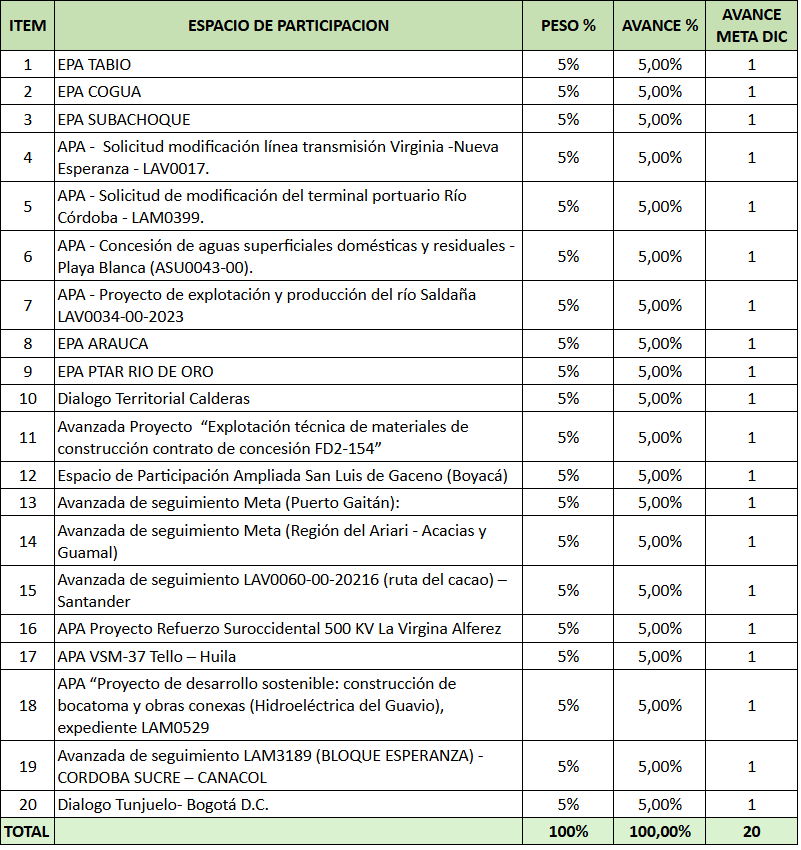 ITEM ESPACIO DE PARTICIPACION PESO % AVANCE % AVANCE META DIC
1 EPA TABIO 5% 5,00% 1
2 EPA COGUA 5% 5,00% 1
3 EPA SUBACHOQUE 5% 5,00% 1
4 APA - Solicitud modificación línea transmisión Virginia -Nueva
Esperanza - LAV0017. 5% 5,00% 1
5 APA - Solicitud de modificación del terminal portuario Río
Córdoba - LAM0399. 5% 5,00% 1
6 APA - Concesión de aguas superficiales domésticas y residuales -
Playa Blanca (ASU0043-00). 5% 5,00% 1
7 APA - Proyecto de explotación y producción del río Saldaña
LAV0034-00-2023 5% 5,00% 1
8 EPA ARAUCA 5% 5,00% 1
9 EPA PTAR RIO DE ORO 5% 5,00% 1
10 Dialogo Territorial Calderas 5% 5,00% 1
11 Avanzada Proyecto “Explotación técnica de materiales de
construcción contrato de concesión FD2-154” 5% 5,00% 1
12 Espacio de Participación Ampliada San Luis de Gaceno (Boyacá) 5% 5,00% 1
13 Avanzada de seguimiento Meta (Puerto Gaitán): 5% 5,00% 1
14 Avanzada de seguimiento Meta (Región del Ariari - Acacias y
Guamal) 5% 5,00% 1
15 Avanzada de seguimiento LAV0060-00-20216 (ruta del cacao) –
Santander 5% 5,00% 1
16 APA Proyecto Refuerzo Suroccidental 500 KV La Virgina Alferez 5% 5,00% 1
17 APA VSM-37 Tello – Huila 5% 5,00% 1
18 APA “Proyecto de desarrollo sostenible: construcción de
bocatoma y obras conexas (Hidroeléctrica del Guavio),
expediente LAM0529 5% 5,00% 1
19 Avanzada de seguimiento LAM3189 (BLOQUE ESPERANZA) -
CORDOBA SUCRE – CANACOL 5% 5,00% 1
20 Dialogo Tunjuelo- Bogotá D.C. 5% 5,00% 1
TOTAL 100% 100,00% 20